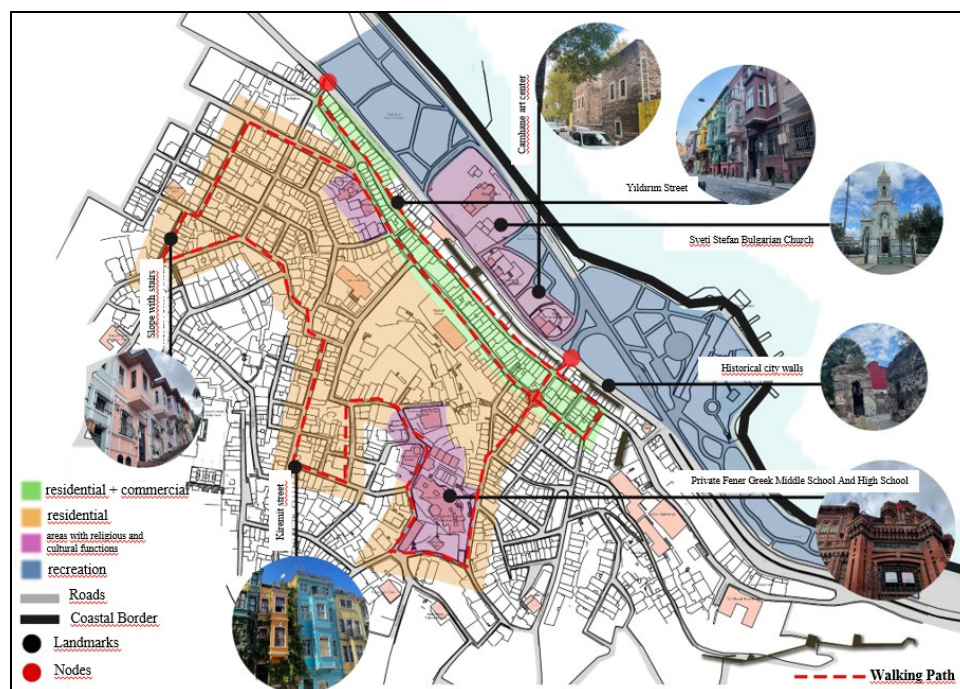 Camhane art center
Yıldırım Street
Sveti Stefan Bulgarian Church
Slope with stairs
Historical city walls
Private Fener Greek Middle School And High School
Kiremit street
residential + commercial
residential
areas with religious and
cultural functions
recreation
Roads
Coastal Border
Landmarks
Nodes
Walking Path